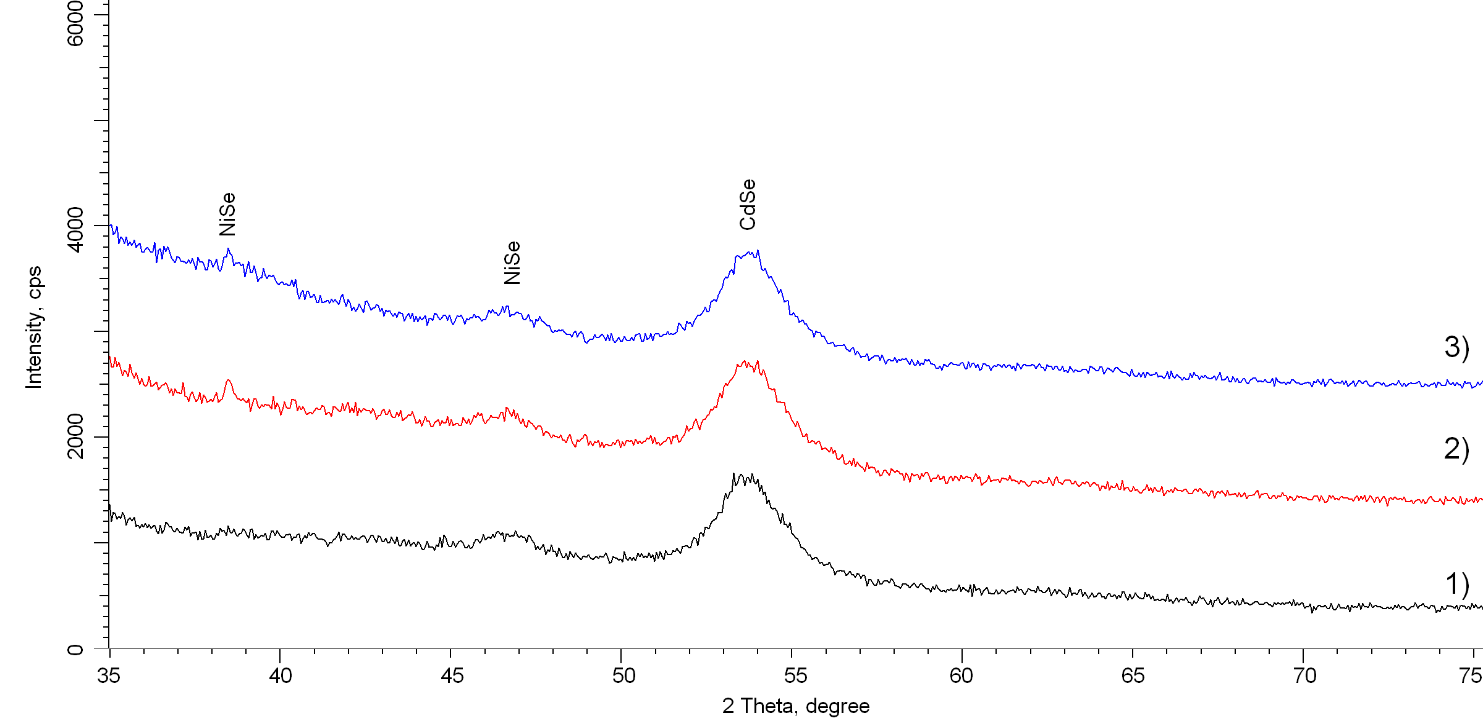 6000
4000
2000
0
Intensity, cps
NiSe
NiSe
CdSe
3)
2)
1)
35 40 45 50 55 60 65 70 75
2 Theta, degree